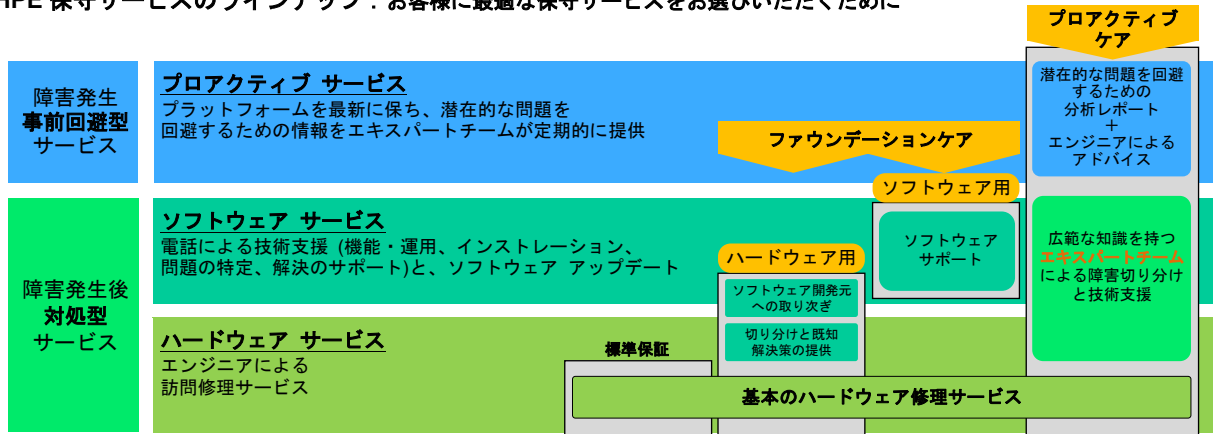 HPE 保守サービスのラインナップ：お客様に最適な保守サービスをお選びいただくために
プロアクティブ
ケア
障害発生
事前回避型
サービス
プロアクティブ サービス
プラットフォームを最新に保ち、潜在的な問題を
回避するための情報をエキスパートチームが定期的に提供
潜在的な問題を回避
するための
分析レポート
＋
エンジニアによる
アドバイス
ファウンデーションケア
ソフトウェア用
障害発生後
対処型
サービス
ソフトウェア サービス
電話による技術支援 (機能・運用、インストレーション、
問題の特定、解決のサポート)と、ソフトウェア アップデート
ソフトウェア
サポート
広範な知識を持つ
エキスパートチーム
による障害切り分け
と技術支援
ハードウェア用
ソフトウェア開発元
への取り次ぎ
切り分けと既知
解決策の提供
ハードウェア サービス
エンジニアによる
訪問修理サービス
標準保証
基本のハードウェア修理サービス